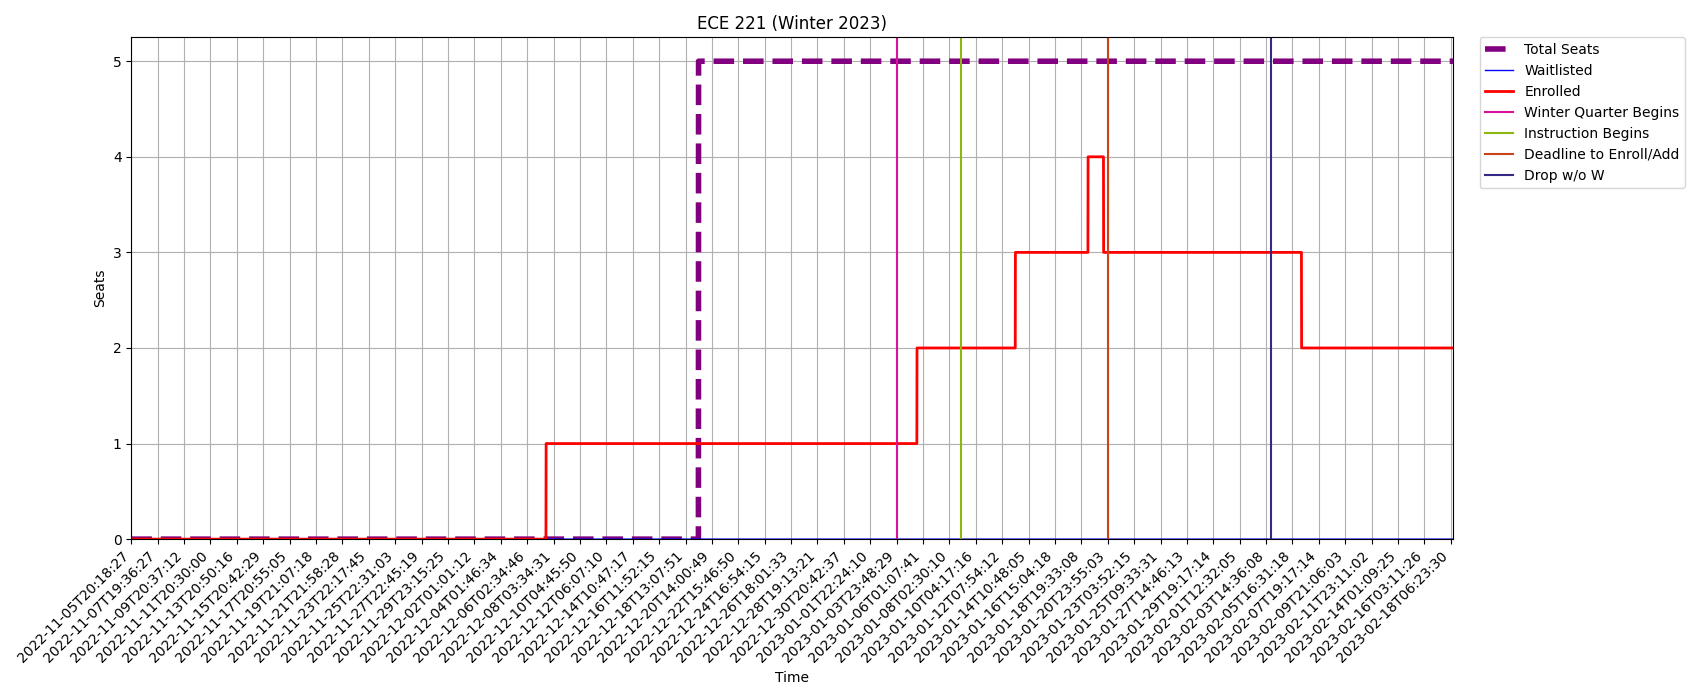 ECE 221 (Winter 2023)
Total Seats
Waitlisted
Enrolled
Winter Quarter Begins
Instruction Begins
Deadline to Enroll/Add
Drop w/o W
Seats
5
4
3
2
1
0
2022-11-05T20:18:27
2022-11-07T19:36:27
2022-11-09T20:37:12
2022-11-11T20:30:00
2022-11-13T20:50:16
2022-11-15T20:42:29
2022-11-17T20:55:05
2022-11-19T21:07:18
2022-11-21T21:58:28
2022-11-23T22:17:45
2022-11-25T22:31:03
2022-11-27T22:45:19
2022-11-29T23:15:25
2022-12-02T01:01:12
2022-12-04T01:46:34
2022-12-06T02:34:46
2022-12-08T03:34:31
2022-12-10T04:45:50
2022-12-12T06:07:10
2022-12-14T10:47:17
2022-12-16T11:52:15
2022-12-18T13:07:51
2022-12-20T14:00:49
2022-12-22T15:46:50
2022-12-24T16:54:15
2022-12-26T18:01:33
2022-12-28T19:13:21
2022-12-30T20:42:37
2023-01-01T22:24:10
2023-01-03T23:48:29
2023-01-06T01:07:41
2023-01-08T02:30:10
2023-01-10T04:17:16
2023-01-12T07:54:12
2023-01-14T10:48:05
2023-01-16T15:04:18
2023-01-18T19:33:08
2023-01-20T23:55:03
2023-01-23T03:52:15
2023-01-25T09:33:31
2023-01-27T14:46:13
2023-01-29T19:17:14
2023-02-01T12:32:05
2023-02-03T14:36:08
2023-02-05T16:31:18
2023-02-07T19:17:14
2023-02-09T21:06:03
2023-02-11T23:11:02
2023-02-14T01:09:25
2023-02-16T03:11:26
2023-02-18T06:23:30
Time